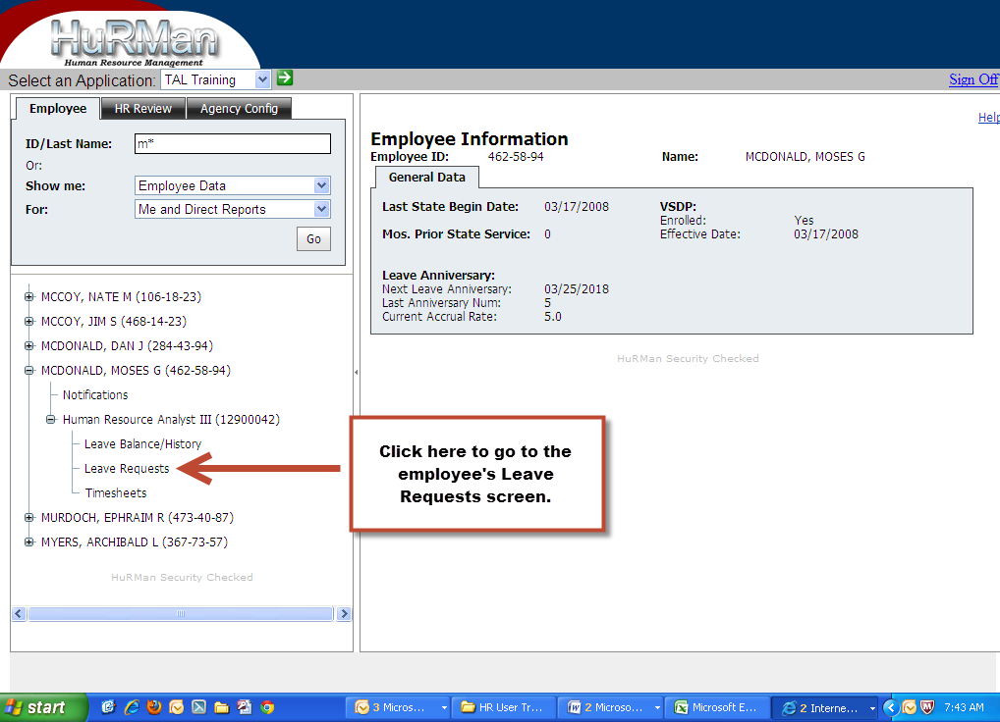 HuRMan
Human Resource Management
Select an Application: TAL Training
Sign Off
Employee HR Review Agency Config
Help
ID/Last Name: m*
Or:
Show me: Employee Data
For: Me and Direct Reports
Go
Employee Information
Employee ID: 462-58-94 Name: MCDONALD, MOSES G
General Data
Last State Begin Date: 03/17/2008 VSDP:
Enrolled: Yes
Mos. Prior State Service: 0 Effective Date: 03/17/2008
Leave Anniversary:
Next Leave Anniversary: 03/25/2018
Last Anniversary Num: 5
Current Accrual Rate: 5.0
HuRMan Security Checked
MCCOY, NATE M (106-18-23)
MCCOY, JIM S (468-14-23)
MCDONALD, DAN J (284-43-94)
MCDONALD, MOSES G (462-58-94)
Notifications
Human Resource Analyst III (12900042)
Leave Balance/History
Leave Requests
Timesheets
MURDOCH, EPHRAIM R (473-40-87)
MYERS, ARCHIBALD L (367-73-57)
HuRMan Security Checked
Click here to go to the
employee's Leave
Requests screen.
start 3 Micros... HR User Tr... 2 Microso... Microsoft E... 2 Interne... 7:43 AM